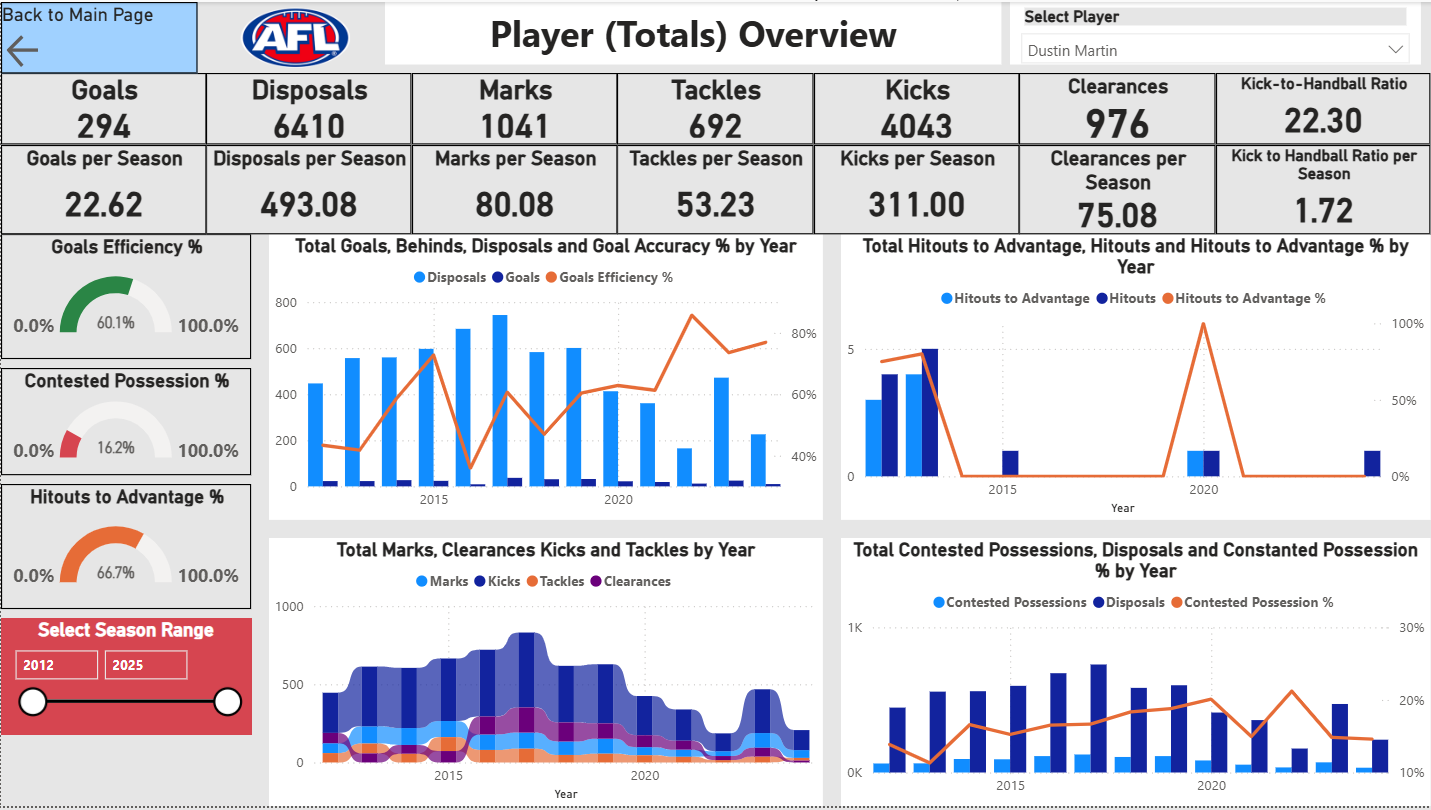 Back to Main Page
AFL
Player (Totals) Overview
Select Player
Dustin Martin
Goals
294
Disposals
6410
Marks
1041
Tackles
692
Kicks
4043
Clearances
976
Kick-to-Handball Ratio
22.30
Goals per Season
22.62
Disposals per Season
493.08
Marks per Season
80.08
Tackles per Season
53.23
Kicks per Season
311.00
Clearances per
Season
75.08
Kick to Handball Ratio per
Season
1.72
Goals Efficiency %
0.0%
60.1%
100.0%
Contested Possession %
0.0%
16.2%
100.0%
Hitouts to Advantage %
0.0%
66.7%
100.0%
Select Season Range
2012
2025
Total Goals, Behinds, Disposals and Goal Accuracy % by Year
Disposals Goals Goals Efficiency %
800
600
400
200
0
80%
60%
40%
2015
2020
Total Hitouts to Advantage, Hitouts and Hitouts to Advantage % by
Year
Hitouts to Advantage Hitouts Hitouts to Advantage %
5
0
100%
50%
0%
2015
2020
Year
Total Marks, Clearances Kicks and Tackles by Year
Marks Kicks Tackles Clearances
1000
500
0
2015
2020
Year
Total Contested Possessions, Disposals and Constanted Possession
% by Year
Contested Possessions Disposals Contested Possession %
1K
0K
30%
20%
10%
2015
2020